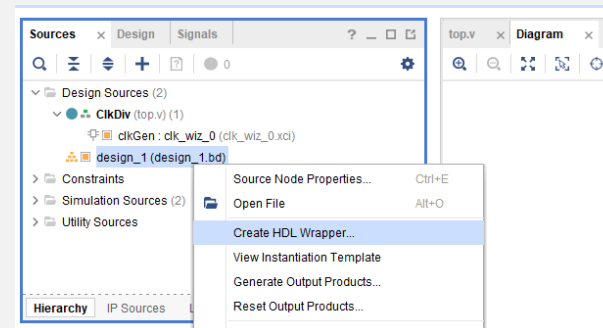 Sources × Design Signals ? _
top.v × Diagram ×
? 0
Design Sources (2)
ClkDiv (top.v) (1)
clkGen : clk_wiz_0 (clk_wiz_0.xci)
design_1 (design_1.bd)
Constraints
Simulation Sources (2)
Utility Sources
Source Node Properties... Ctrl+E
Open File Alt+O
Create HDL Wrapper...
View Instantiation Template
Generate Output Products...
Reset Output Products...
Hierarchy IP Sources